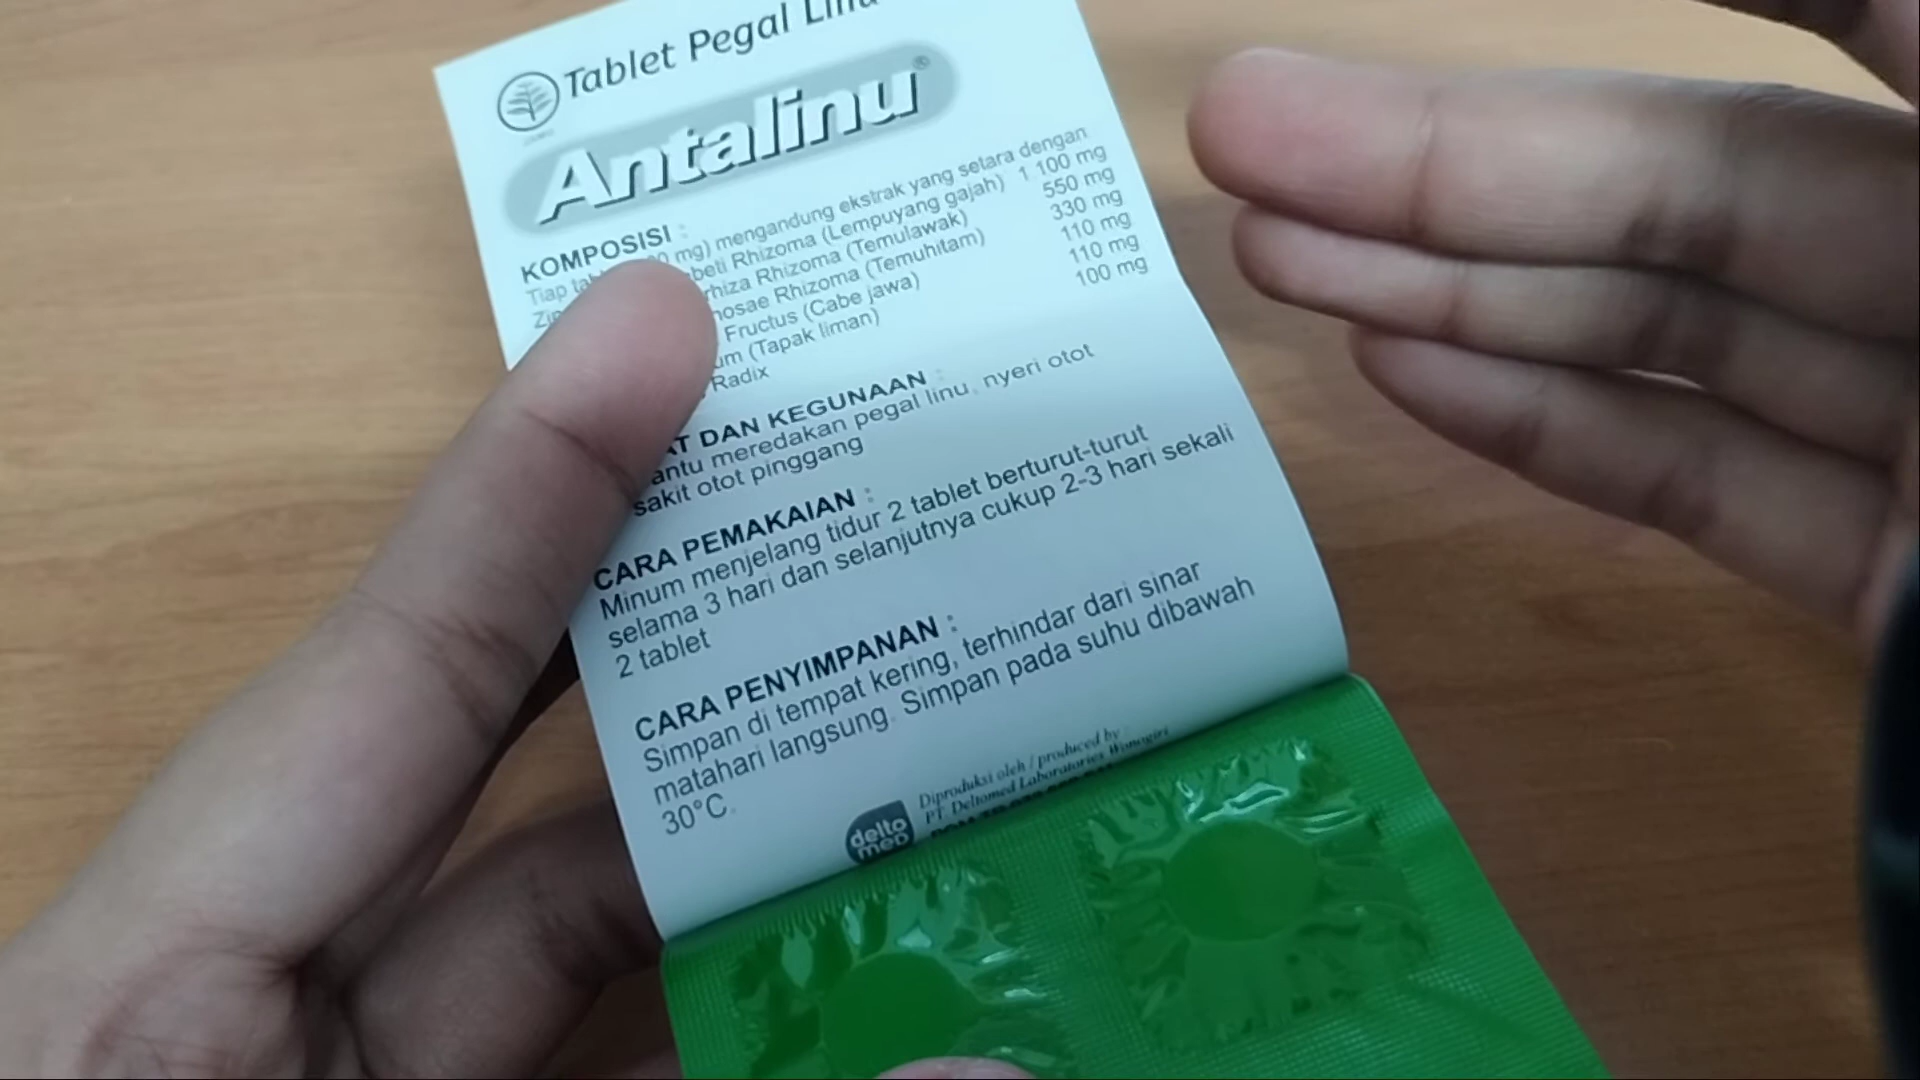 Tablet Pegal Linu
Antalinu®
KOMPOSISI :
Tiap mg) mengandung ekstrak yang setara dengan
Rhizoma (Lempuyang gajah) 1 100 mg
Rhizoma (Temulawak) 550 mg
Rhizoma (Temuhitam) 330 mg
Fructus (Cabe jawa) 110 mg
(Tapak liman) 110 mg
Radix 100 mg
DAN KEGUNAAN :
meredakan pegal linu, nyeri otot
sakit otot pinggang
CARA PEMAKAIAN :
Minum menjelang tidur 2 tablet berturut-turut
selama 3 hari dan selanjutnya cukup 2-3 hari sekali
2 tablet
CARA PENYIMPANAN :
Simpan di tempat kering, terhindar dari sinar
matahari langsung. Simpan pada suhu dibawah
30°C.
delto
meD
Diproduksi oleh / produced by
PT. Deltomed Laboratories Wonogiri